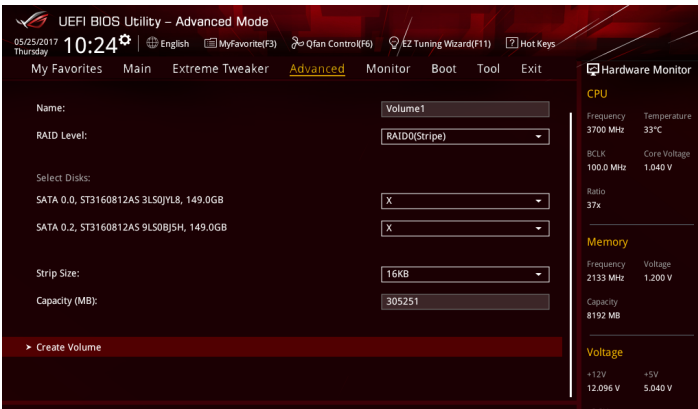 UEFI BIOS Utility – Advanced Mode
05/25/2017
Thursday
10:24
English
MyFavorite(F3)
Qfan Control(F6)
EZ Tuning Wizard(F11)
? Hot Keys
My Favorites Main Extreme Tweaker Advanced Monitor Boot Tool Exit
Name: Volume1
RAID Level: RAID0(Stripe)
Select Disks:
SATA 0.0, ST3160812AS 3LS0JYL8, 149.0GB X
SATA 0.2, ST3160812AS 9LS0BJ5H, 149.0GB X
Strip Size: 16KB
Capacity (MB): 305251
> Create Volume
Hardware Monitor
CPU
Frequency Temperature
3700 MHz 33°C
BCLK Core Voltage
100.0 MHz 1.040 V
Ratio
37x
Memory
Frequency Voltage
2133 MHz 1.200 V
Capacity
8192 MB
Voltage
+12V +5V
12.096 V 5.040 V